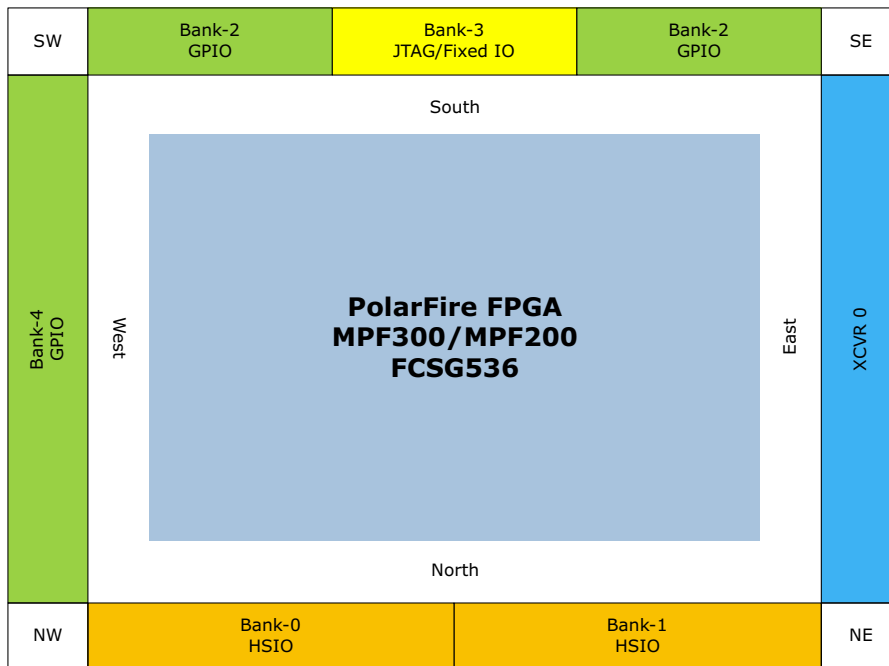 SW
Bank-2
GPIO
Bank-3
JTAG/Fixed IO
Bank-2
GPIO
SE
South
Bank-4
GPIO
West
PolarFire FPGA
MPF300/MPF200
FCSG536
East
XCVR 0
North
NW
Bank-0
HSIO
Bank-1
HSIO
NE